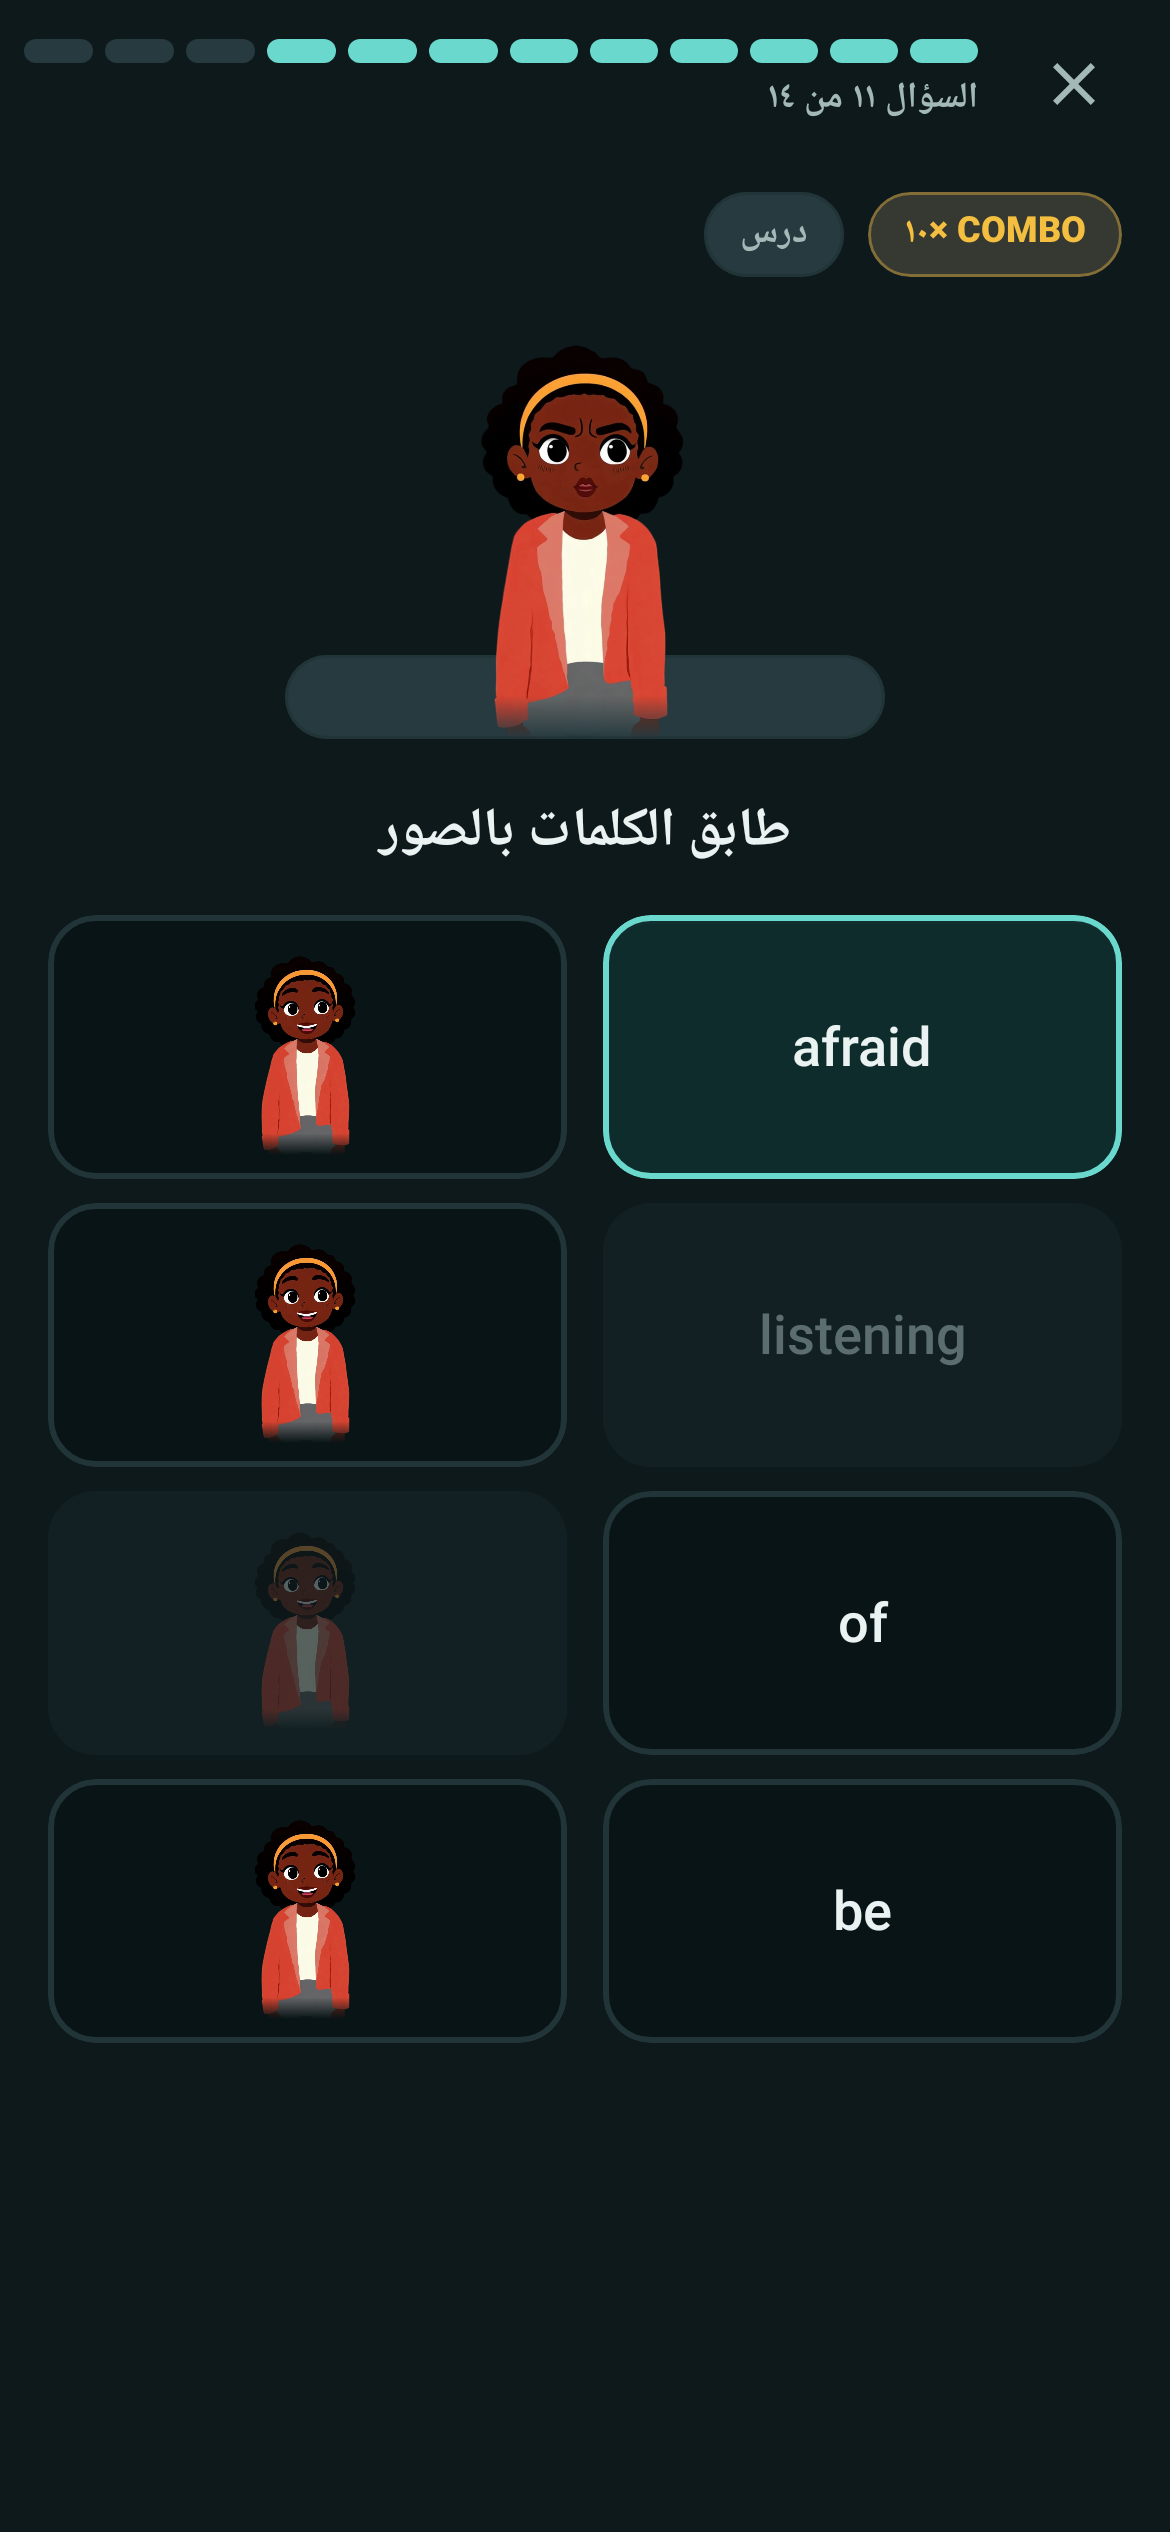 السؤال ١١ من ١٤
COMBO ×١٠
درس
طابق الكلمات بالصور
afraid
listening
of
be